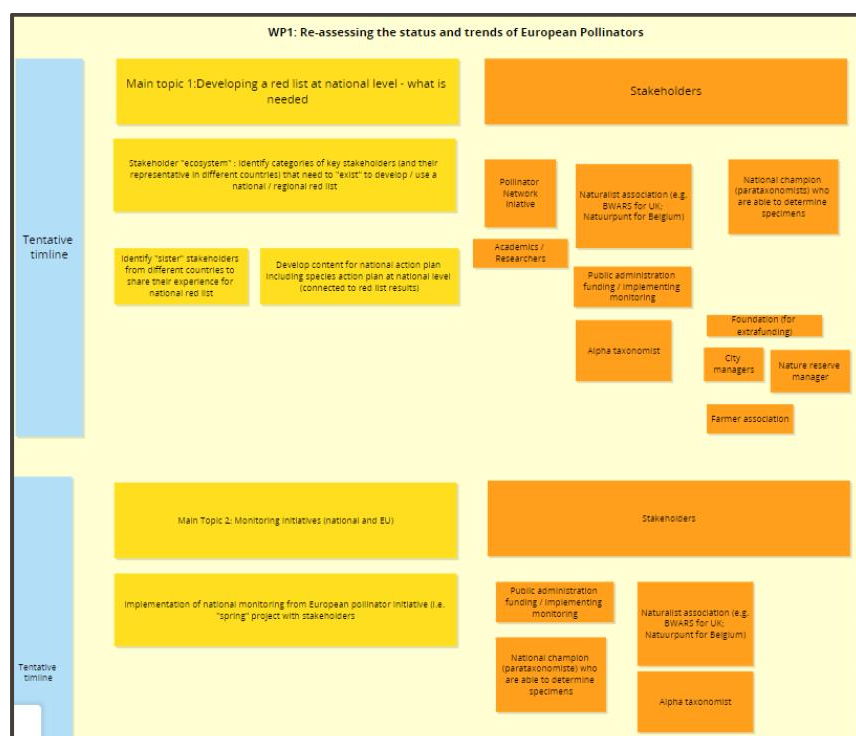 WP1: Re-assessing the status and trends of European Pollinators
Tentative
timline
Main topic 1:Developing a red list at national level - what is
needed
Stakeholders
Stakeholder "ecosystem" : Identify categories of key stakeholders (and their
representative in different countries) that need to "exist" to develop / use a
national / regional red list
Identify "sister" stakeholders
from different countries to
share their experience for
national red list
Develop content for national action plan
including species action plan at national level
(connected to red list results)
Pollinator
Network
Iniative
Naturalist association (e.g.
BWARS for UK;
Natuurpunt for Belgium)
National champion
(parataxonomists) who
are able to determine
specimens
Academics /
Researchers
Public administration
funding / implementing
monitoring
Alpha taxonomist
Foundation (for
extrafunding)
City
managers
Nature reserve
manager
Farmer association
Tentative
timline
Main Topic 2: Monitoring initiatives (national and EU)
Stakeholders
Implementation of national monitoring from European pollinator initiative (i.e.
"spring" project with stakeholders
Public administration
funding / implementing
monitoring
Naturalist association (e.g.
BWARS for UK;
Natuurpunt for Belgium)
National champion
(parataxonomiste) who
are able to determine
specimens
Alpha taxonomist